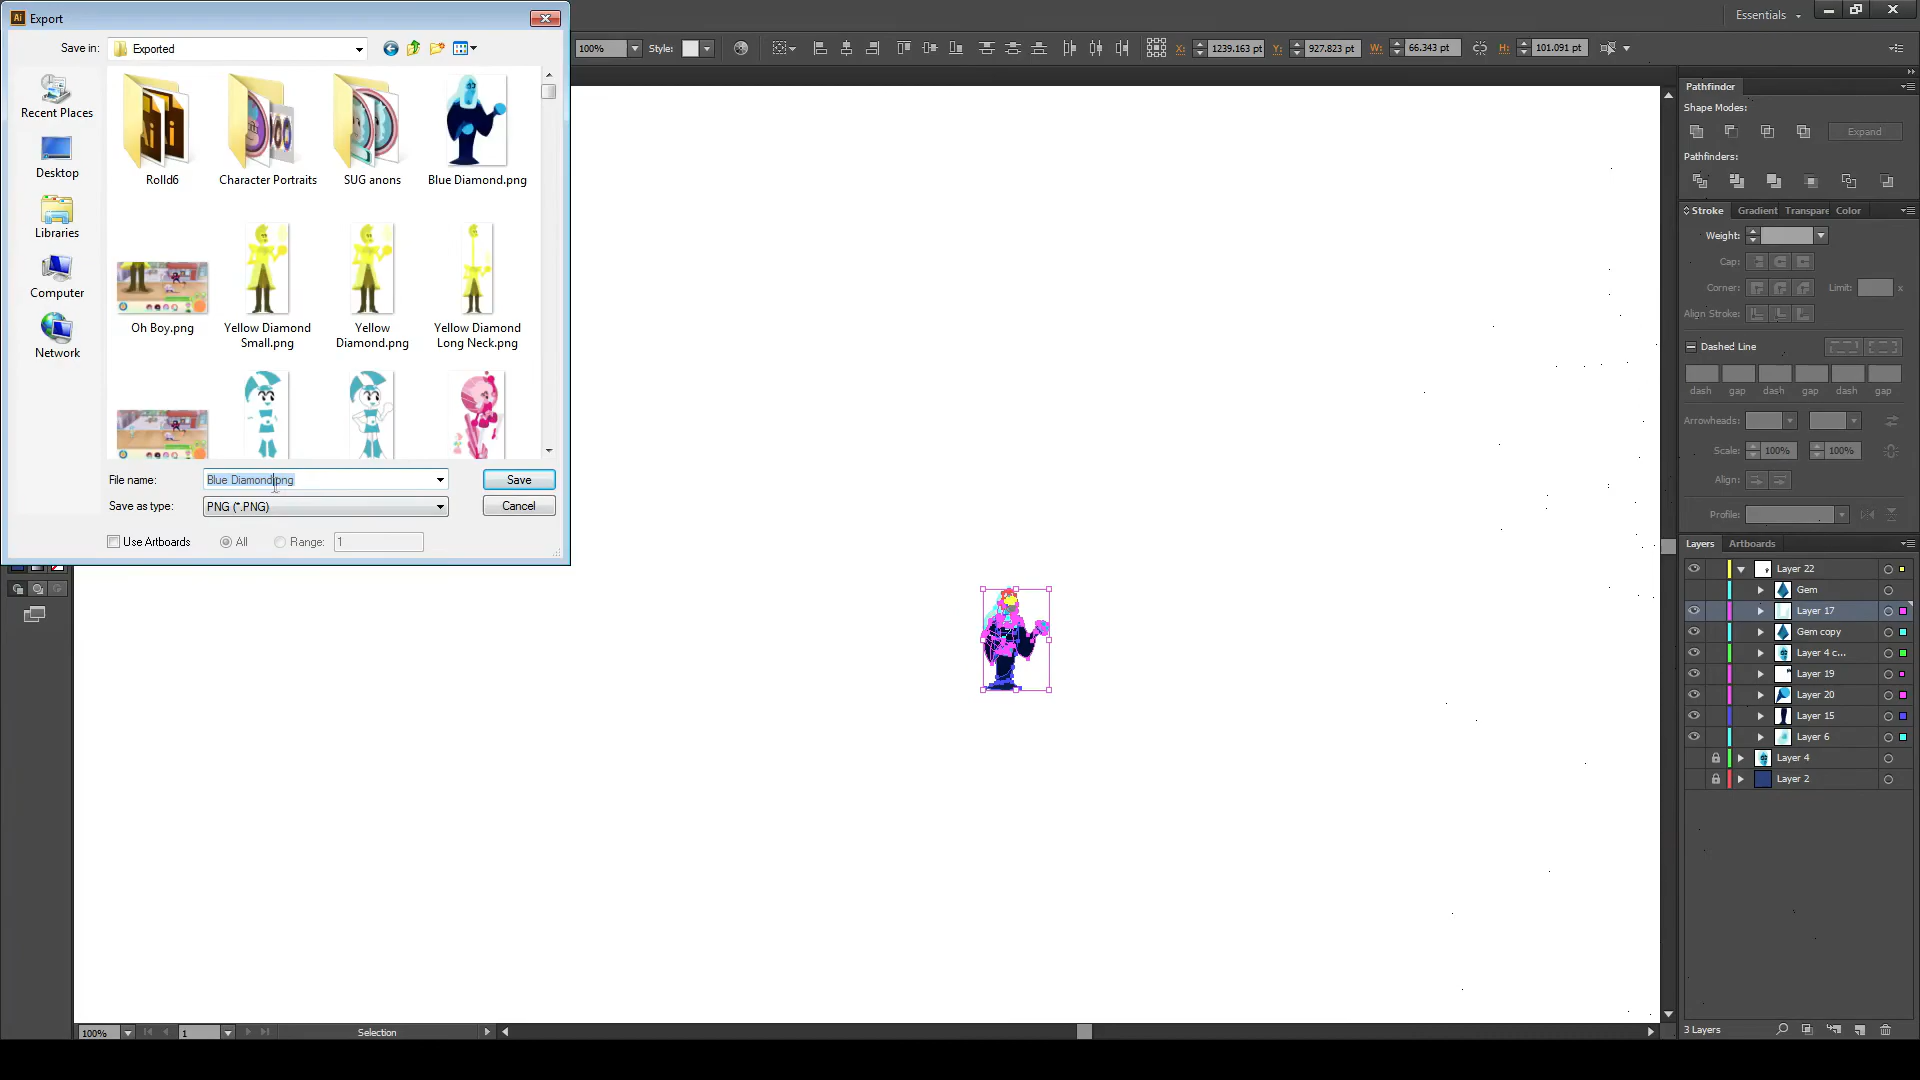 Export
Essentials
Save in:
Exported
100%
Style:
X:
1239.163 pt
Y:
927.823 pt
W:
66.343 pt
H:
101.091 pt
Recent Places
Desktop
Libraries
Computer
Network
Rolld6
Character Portraits
SUG anons
Blue Diamond.png
Oh Boy.png
Yellow Diamond
Small.png
Yellow
Diamond.png
Yellow Diamond
Long Neck.png
File name:
Blue Diamond.png
Save
Save as type:
PNG (*.PNG)
Cancel
Use Artboards
All
Range:
1
Pathfinder
Shape Modes:
Expand
Pathfinders:
Stroke
Gradient
Transpare
Color
Weight:
Cap:
Corner:
Limit:
x
Align Stroke:
Dashed Line
dash
gap
dash
gap
dash
gap
Arrowheads:
Scale:
100%
100%
Align:
Profile:
Layers
Artboards
Layer 22
Gem
Layer 17
Gem copy
Layer 4 c...
Layer 19
Layer 20
Layer 15
Layer 6
Layer 4
Layer 2
3 Layers
100%
1
Selection